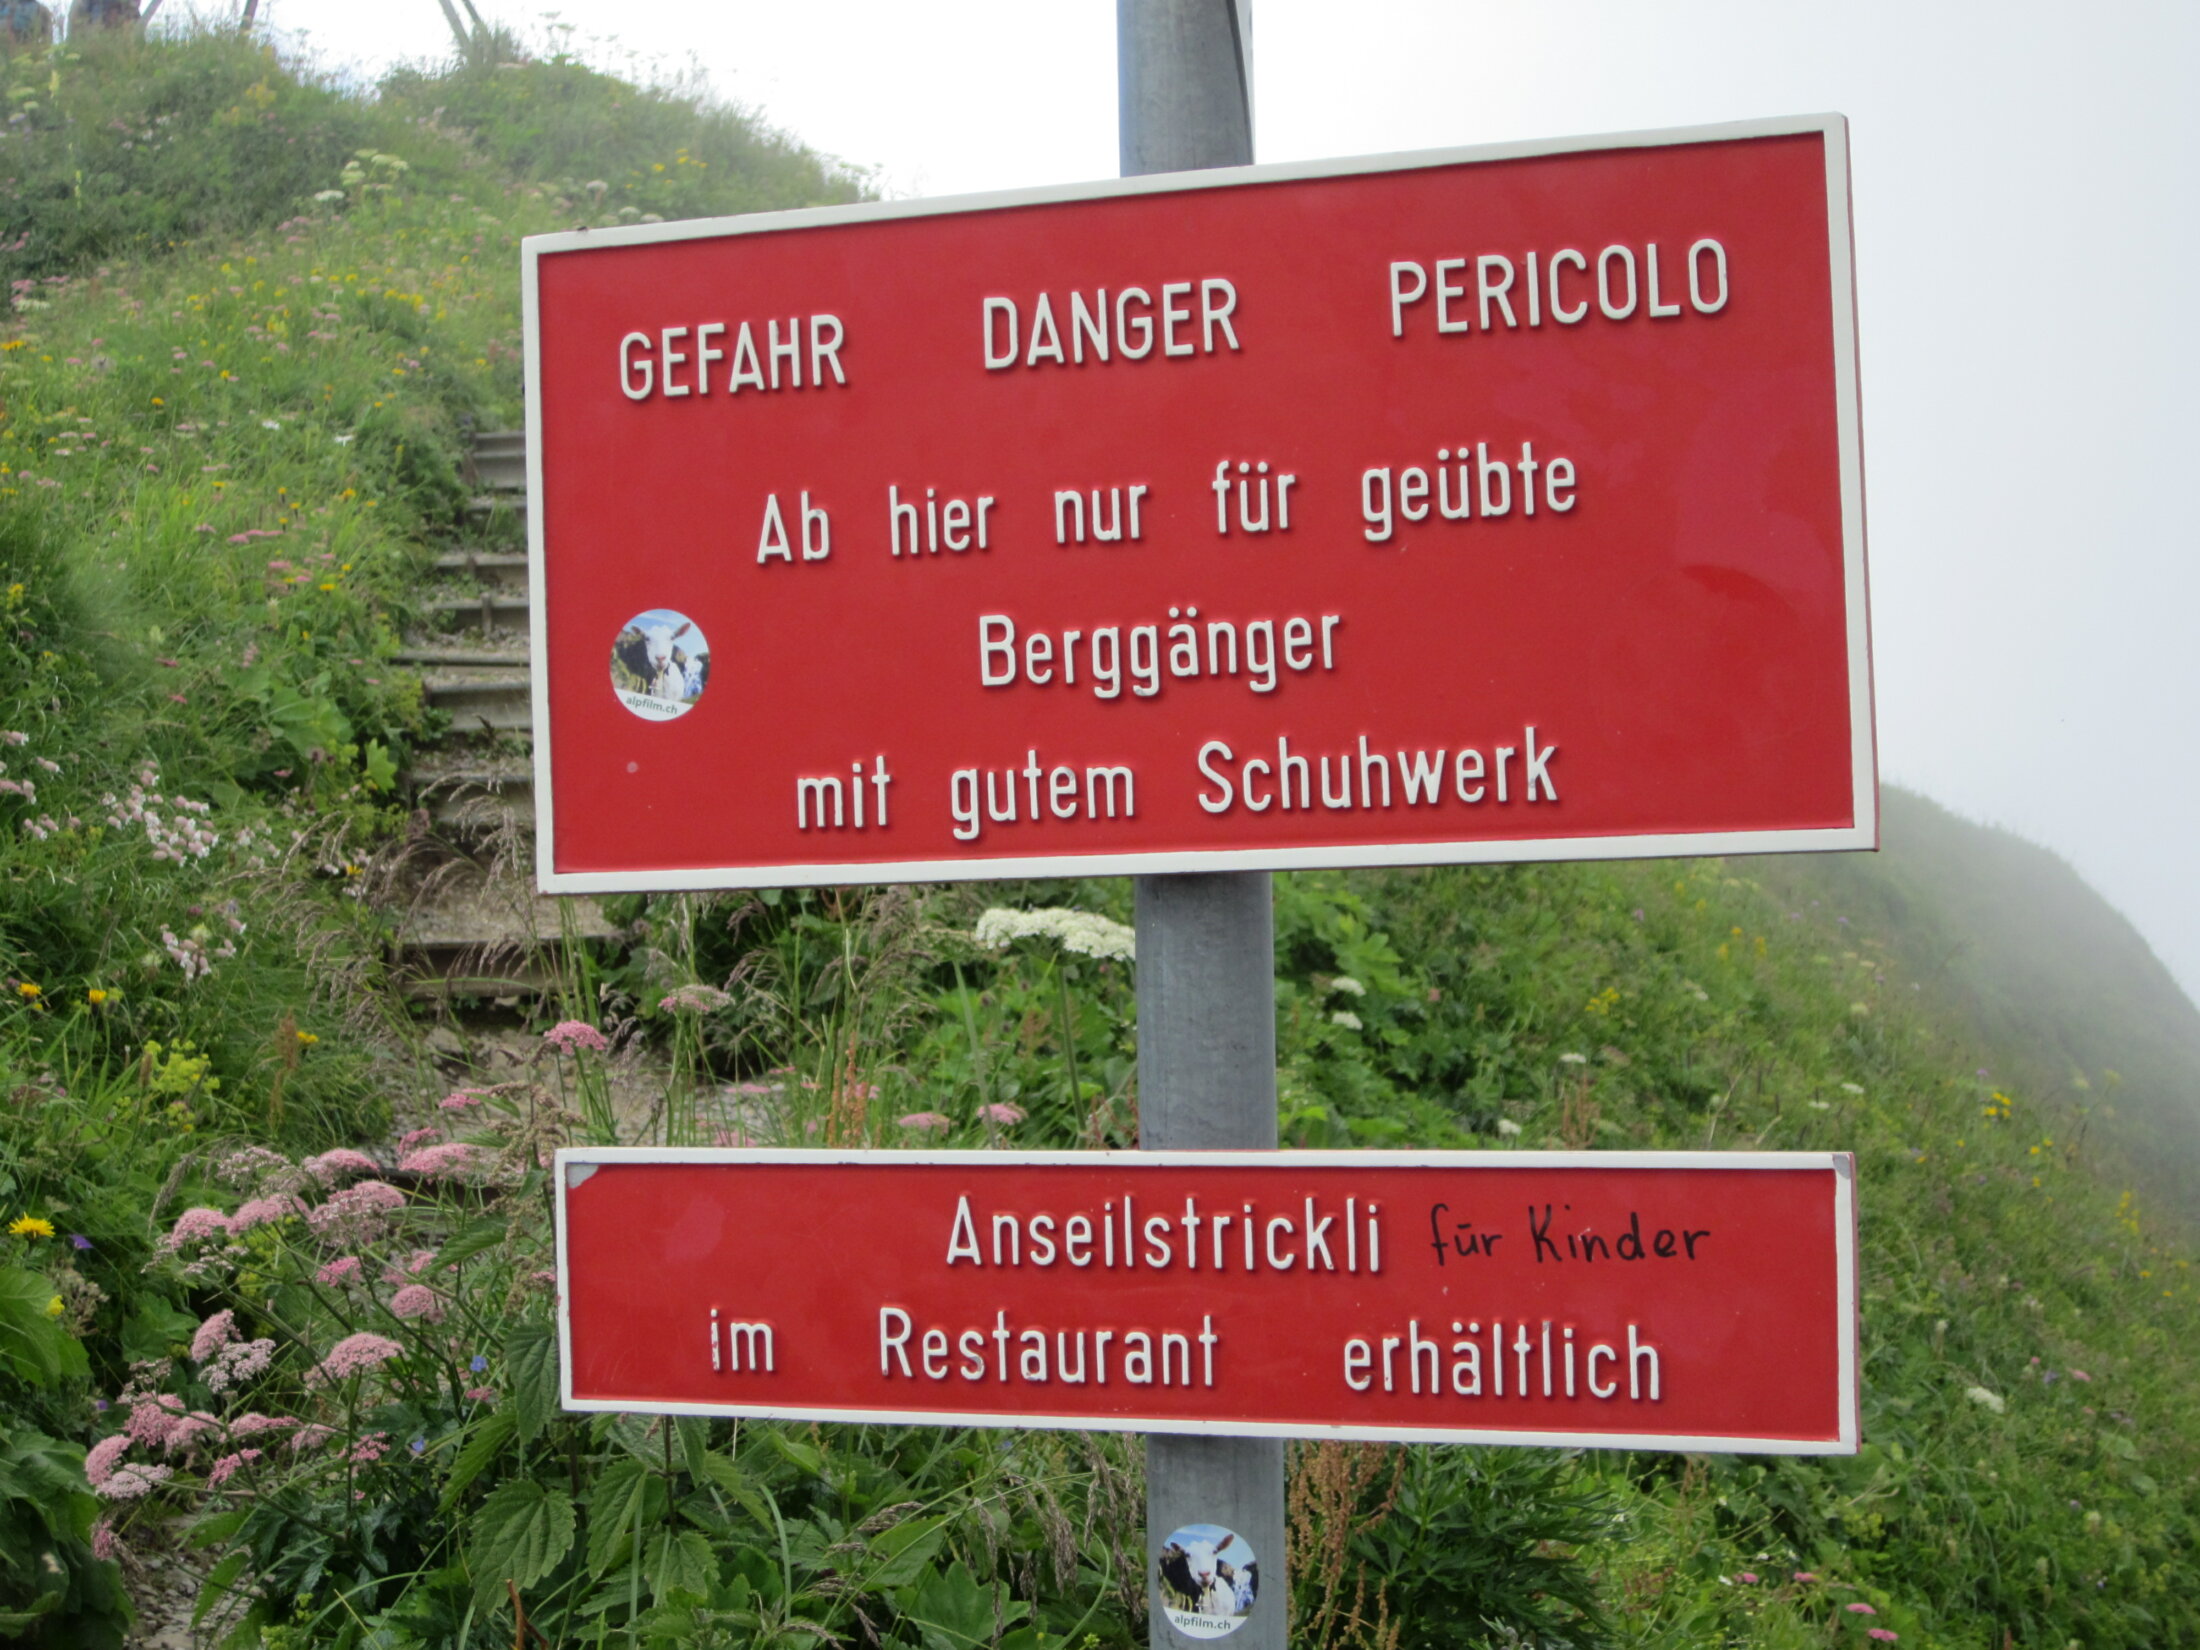 GEFAHR DANGER PERICOLO
Ab hier nur für geübte
Berggänger
mit gutem Schuhwerk
alpfilm.ch
Anseilstrickli für Kinder
im Restaurant erhältlich
alpfilm.ch